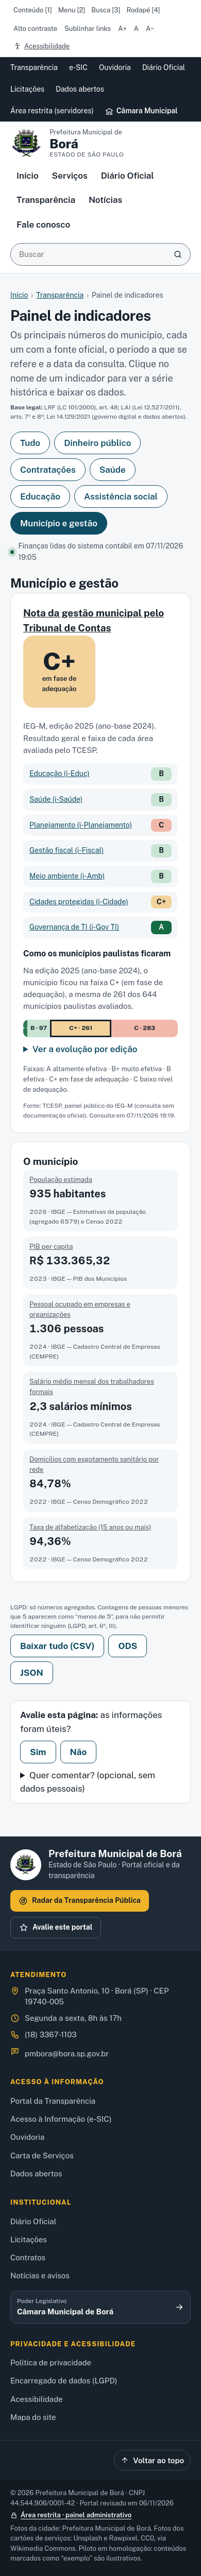 Conteúdo [1] Menu [2] Busca [3] Rodapé [4]
Alto contraste Sublinhar links A+ A A−
Acessibilidade
Transparência e-SIC Ouvidoria Diário Oficial
Licitações Dados abertos
Área restrita (servidores) Câmara Municipal
Prefeitura Municipal de
Borá
ESTADO DE SÃO PAULO
Início Serviços Diário Oficial
Transparência Notícias
Fale conosco
Buscar
Início › Transparência › Painel de indicadores
Painel de indicadores
Os principais números do município, cada
um com a fonte oficial, o período a que se
refere e a data da consulta. Clique no
nome de um indicador para ver a série
histórica e baixar os dados.
Base legal: LRF (LC 101/2000), art. 48; LAI (Lei 12.527/2011),
arts. 7º e 8º; Lei 14.129/2021 (governo digital e dados abertos).
Tudo Dinheiro público
Contratações Saúde
Educação Assistência social
Município e gestão
Finanças lidas do sistema contábil em 07/11/2026
19:05
Município e gestão
Nota da gestão municipal pelo
Tribunal de Contas
C+
em fase de
adequação
IEG-M, edição 2025 (ano-base 2024).
Resultado geral e faixa de cada área
avaliada pelo TCESP.
Educação (i-Educ) B
Saúde (i-Saúde) B
Planejamento (i-Planejamento) C
Gestão fiscal (i-Fiscal) B
Meio ambiente (i-Amb) B
Cidades protegidas (i-Cidade) C+
Governança de TI (i-Gov TI) A
Como os municípios paulistas ficaram
Na edição 2025 (ano-base 2024), o
município ficou na faixa C+ (em fase de
adequação), a mesma de 261 dos 644
municípios paulistas avaliados.
B · 97 C+ · 261 C · 283
Ver a evolução por edição
Faixas: A altamente efetiva · B+ muito efetiva · B
efetiva · C+ em fase de adequação · C baixo nível
de adequação.
Fonte: TCESP, painel público do IEG-M (consulta sem
documentação oficial). Consulta em 07/11/2026 19:19.
O município
População estimada
935 habitantes
2026 · IBGE — Estimativas da população
(agregado 6579) e Censo 2022
PIB per capita
R$ 133.365,32
2023 · IBGE — PIB dos Municípios
Pessoal ocupado em empresas e
organizações
1.306 pessoas
2024 · IBGE — Cadastro Central de Empresas
(CEMPRE)
Salário médio mensal dos trabalhadores
formais
2,3 salários mínimos
2024 · IBGE — Cadastro Central de Empresas
(CEMPRE)
Domicílios com esgotamento sanitário por
rede
84,78%
2022 · IBGE — Censo Demográfico 2022
Taxa de alfabetização (15 anos ou mais)
94,36%
2022 · IBGE — Censo Demográfico 2022
LGPD: só números agregados. Contagens de pessoas menores
que 5 aparecem como "menos de 5", para não permitir
identificar ninguém (LGPD, art. 6º, III).
Baixar tudo (CSV) ODS
JSON
Avalie esta página: as informações
foram úteis?
Sim Não
Quer comentar? (opcional, sem
dados pessoais)
Prefeitura Municipal de Borá
Estado de São Paulo · Portal oficial e da
transparência
Radar da Transparência Pública
Avalie este portal
ATENDIMENTO
Praça Santo Antonio, 10 · Borá (SP) · CEP
19740-005
Segunda a sexta, 8h às 17h
(18) 3367-1103
pmbora@bora.sp.gov.br
ACESSO À INFORMAÇÃO
Portal da Transparência
Acesso à Informação (e-SIC)
Ouvidoria
Carta de Serviços
Dados abertos
INSTITUCIONAL
Diário Oficial
Licitações
Contratos
Notícias e avisos
Poder Legislativo
Câmara Municipal de Borá
PRIVACIDADE E ACESSIBILIDADE
Política de privacidade
Encarregado de dados (LGPD)
Acessibilidade
Mapa do site
Voltar ao topo
© 2026 Prefeitura Municipal de Borá · CNPJ
44.544.906/0001-42 · Portal revisado em 06/11/2026
Área restrita · painel administrativo
Fotos da cidade: Prefeitura Municipal de Borá. Fotos dos
cartões de serviços: Unsplash e Rawpixel, CC0, via
Wikimedia Commons. Piloto em homologação: conteúdos
marcados como "exemplo" são ilustrativos.